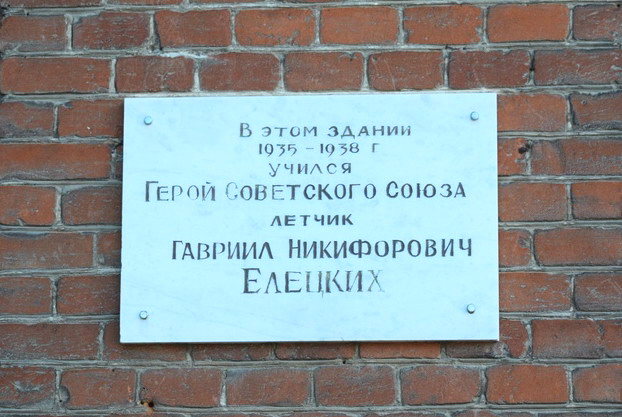 В этом здании
1935 - 1938 г
учился
Герой Советского Союза
летчик
Гавриил Никифорович
Елецких